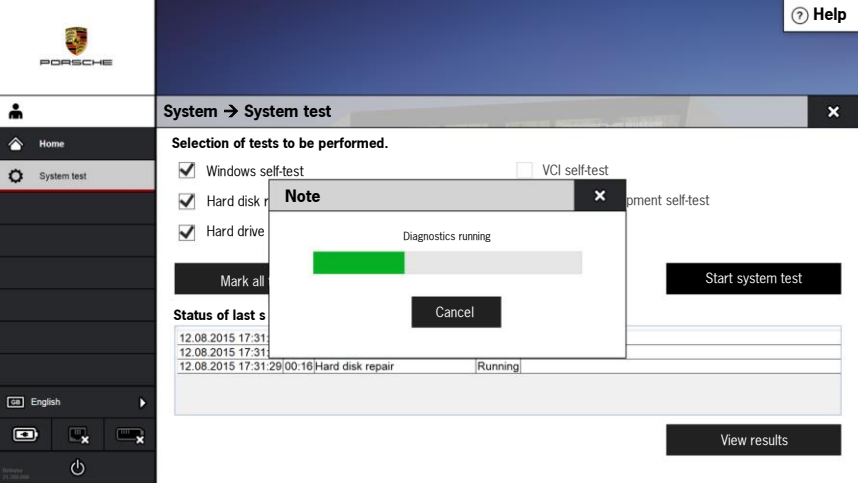 Help
PORSCHE
System → System test
Home
Selection of tests to be performed.
System test
Windows self-test
VCI self-test
Hard disk r
Note
pment self-test
Hard drive
Diagnostics running
Mark all
Start system test
Cancel
Status of last s
12.08.2015 17:31:
12.08.2015 17:31:
12.08.2015 17:31:29 00:16 Hard disk repair Running
GB English
View results